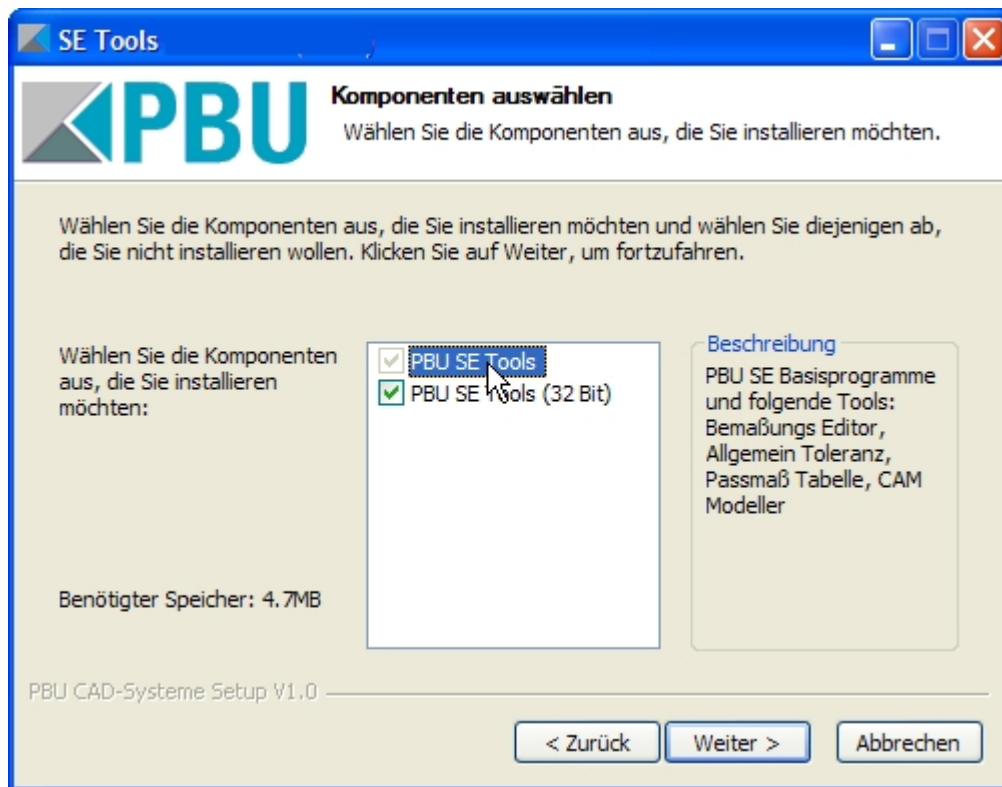 SE Tools
PBU
Komponenten auswählen
Wählen Sie die Komponenten aus, die Sie installieren möchten.
Wählen Sie die Komponenten aus, die Sie installieren möchten und wählen Sie diejenigen ab,
die Sie nicht installieren wollen. Klicken Sie auf Weiter, um fortzufahren.
Wählen Sie die Komponenten
aus, die Sie installieren
möchten:
PBU SE Tools
PBU SE Tools (32 Bit)
Beschreibung
PBU SE Basisprogramme
und folgende Tools:
Bemaßungs Editor,
Allgemein Toleranz,
Passmaß Tabelle, CAM
Modeller
Benötigter Speicher: 4.7MB
PBU CAD-Systeme Setup V1.0
< Zurück
Weiter >
Abbrechen